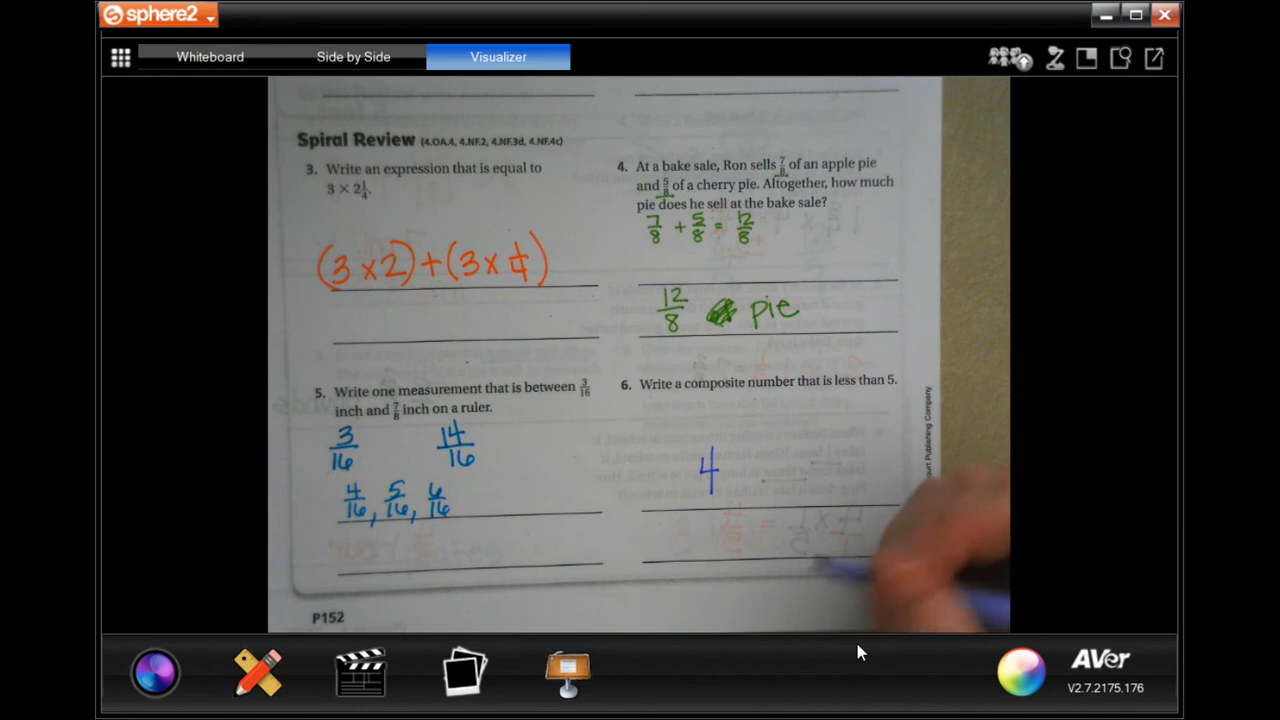 sphere2
Whiteboard Side by Side Visualizer
Spiral Review (4.OA.4, 4.NF.2, 4.NF.3d, 4.NF.4c)
3. Write an expression that is equal to
3 × 2 1/4.
(3 x 2) + (3 x 1/4)
4. At a bake sale, Ron sells 7/8 of an apple pie
and 5/8 of a cherry pie. Altogether, how much
pie does he sell at the bake sale?
7/8 + 5/8 = 12/8
12/8 pie
5. Write one measurement that is between 3/16
inch and 7/8 inch on a ruler.
3/16 14/16
4/16, 5/16, 6/16
6. Write a composite number that is less than 5.
4
court Publishing Company
P152
AVer
V2.7.2175.176